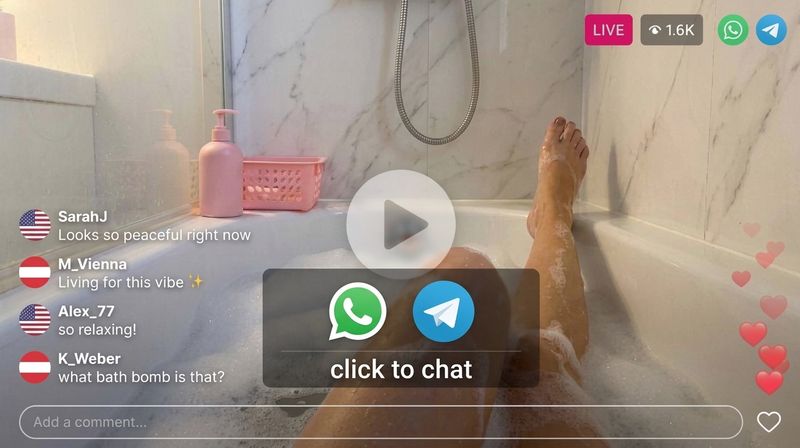 LIVE
1.6K
SarahJ
Looks so peaceful right now
M_Vienna
Living for this vibe ✨
Alex_77
so relaxing!
K_Weber
what bath bomb is that?
click to chat
Add a comment...